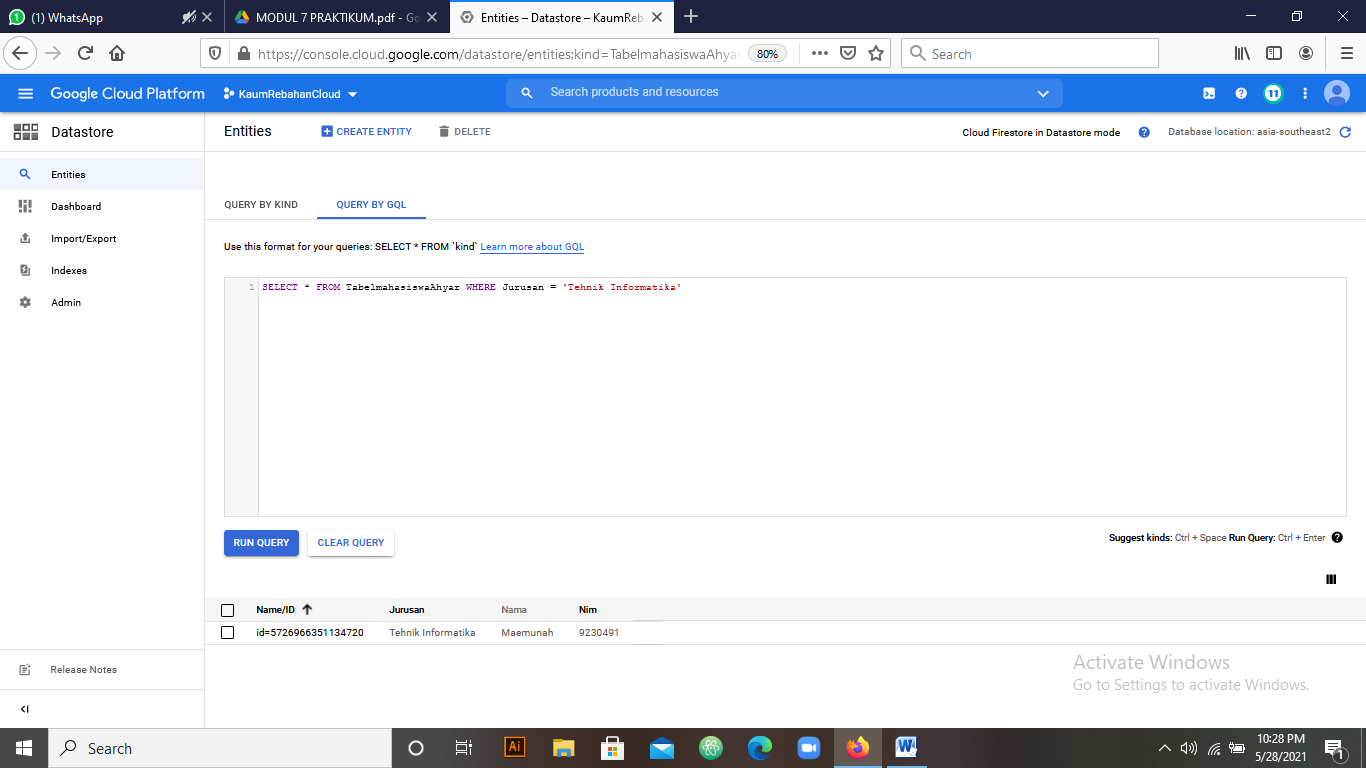 (1) WhatsApp
MODUL 7 PRAKTIKUM.pdf - Go
Entities – Datastore – KaumReb
https://console.cloud.google.com/datastore/entities;kind=TabelmahasiswaAhyar
80%
Search
Google Cloud Platform
KaumRebahanCloud
Search products and resources
11
Datastore
Entities
CREATE ENTITY
DELETE
Cloud Firestore in Datastore mode
Database location: asia-southeast2
Entities
Dashboard
Import/Export
Indexes
Admin
QUERY BY KIND
QUERY BY GQL
Use this format for your queries: SELECT * FROM `kind` Learn more about GQL
1 SELECT * FROM TabelmahasiswaAhyar WHERE Jurusan = 'Tehnik Informatika'
RUN QUERY
CLEAR QUERY
Suggest kinds: Ctrl + Space Run Query: Ctrl + Enter
Name/ID Jurusan Nama Nim
id=5726966351134720 Tehnik Informatika Maemunah 9230491
Release Notes
Activate Windows
Go to Settings to activate Windows.
Search
Ai
W
10:28 PM
5/28/2021
1